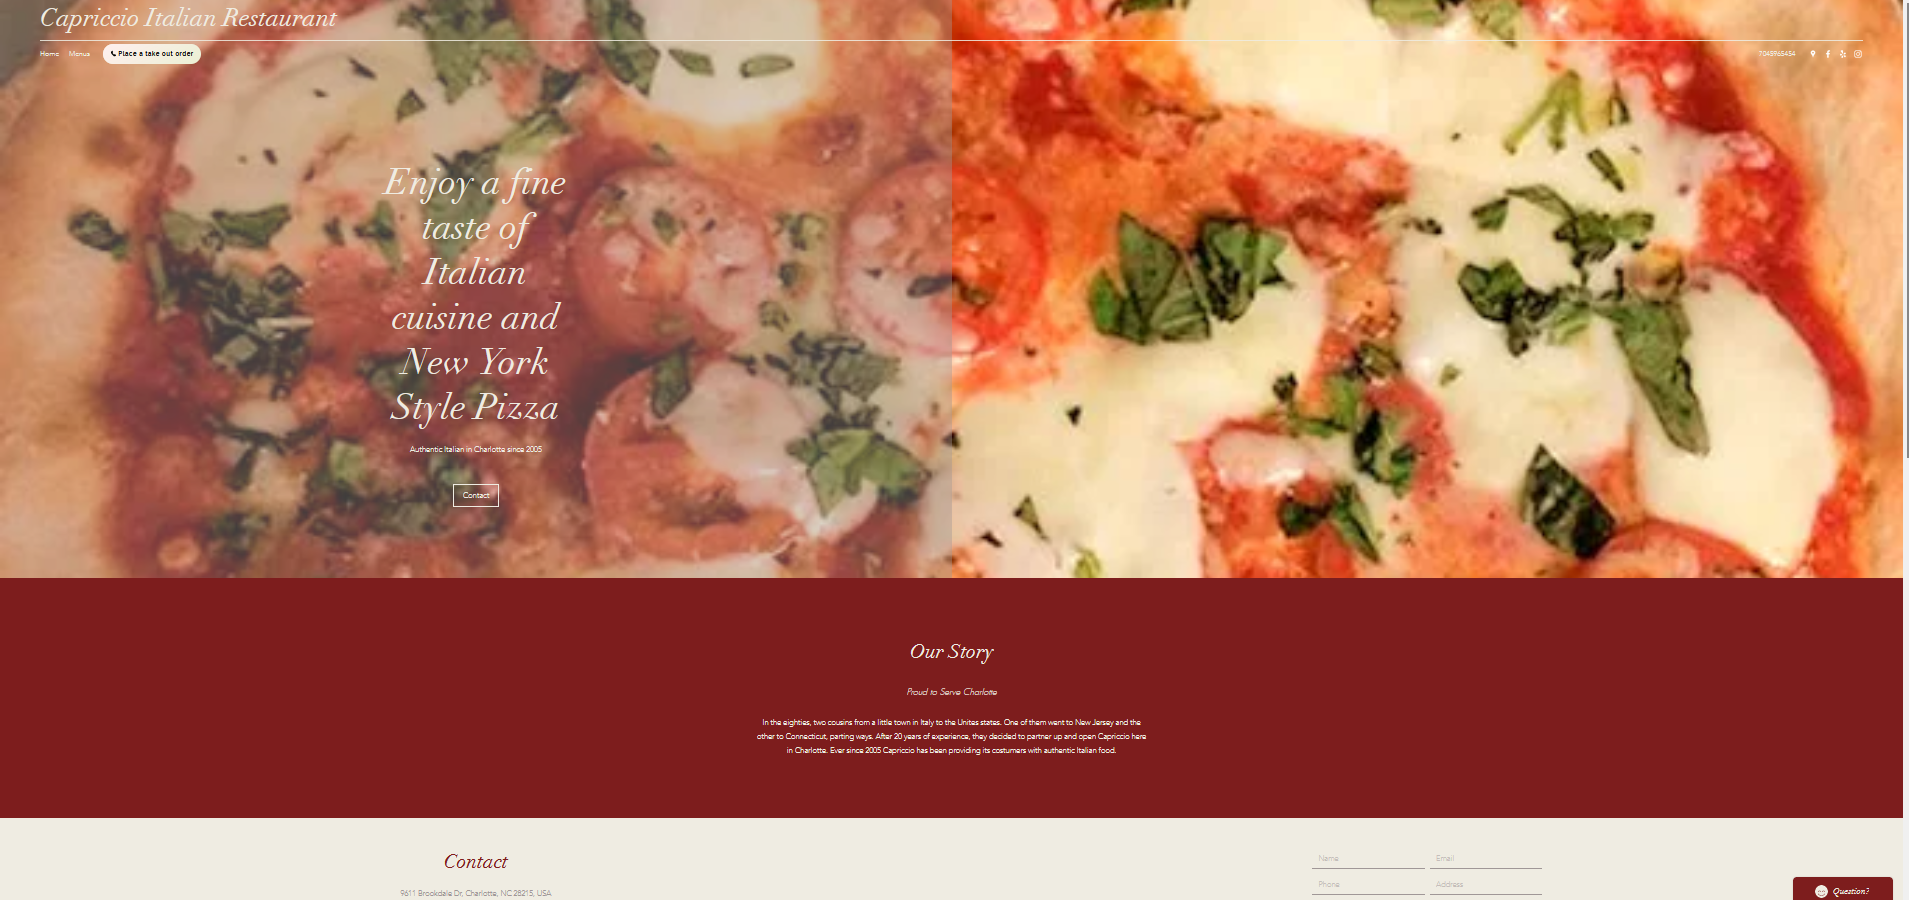 Capriccio Italian Restaurant
Home Menus Place a take out order
7045965454
Enjoy a fine
taste of
Italian
cuisine and
New York
Style Pizza
Authentic Italian in Charlotte since 2005
Contact
Our Story
Proud to Serve Charlotte
In the eighties, two cousins from a little town in Italy to the Unites states. One of them went to New Jersey and the
other to Connecticut, parting ways. After 20 years of experience, they decided to partner up and open Capriccio here
in Charlotte. Ever since 2005 Capriccio has been providing its costumers with authentic Italian food.
Contact
9611 Brookdale Dr, Charlotte, NC 28215, USA
Name Email
Phone Address
Question?